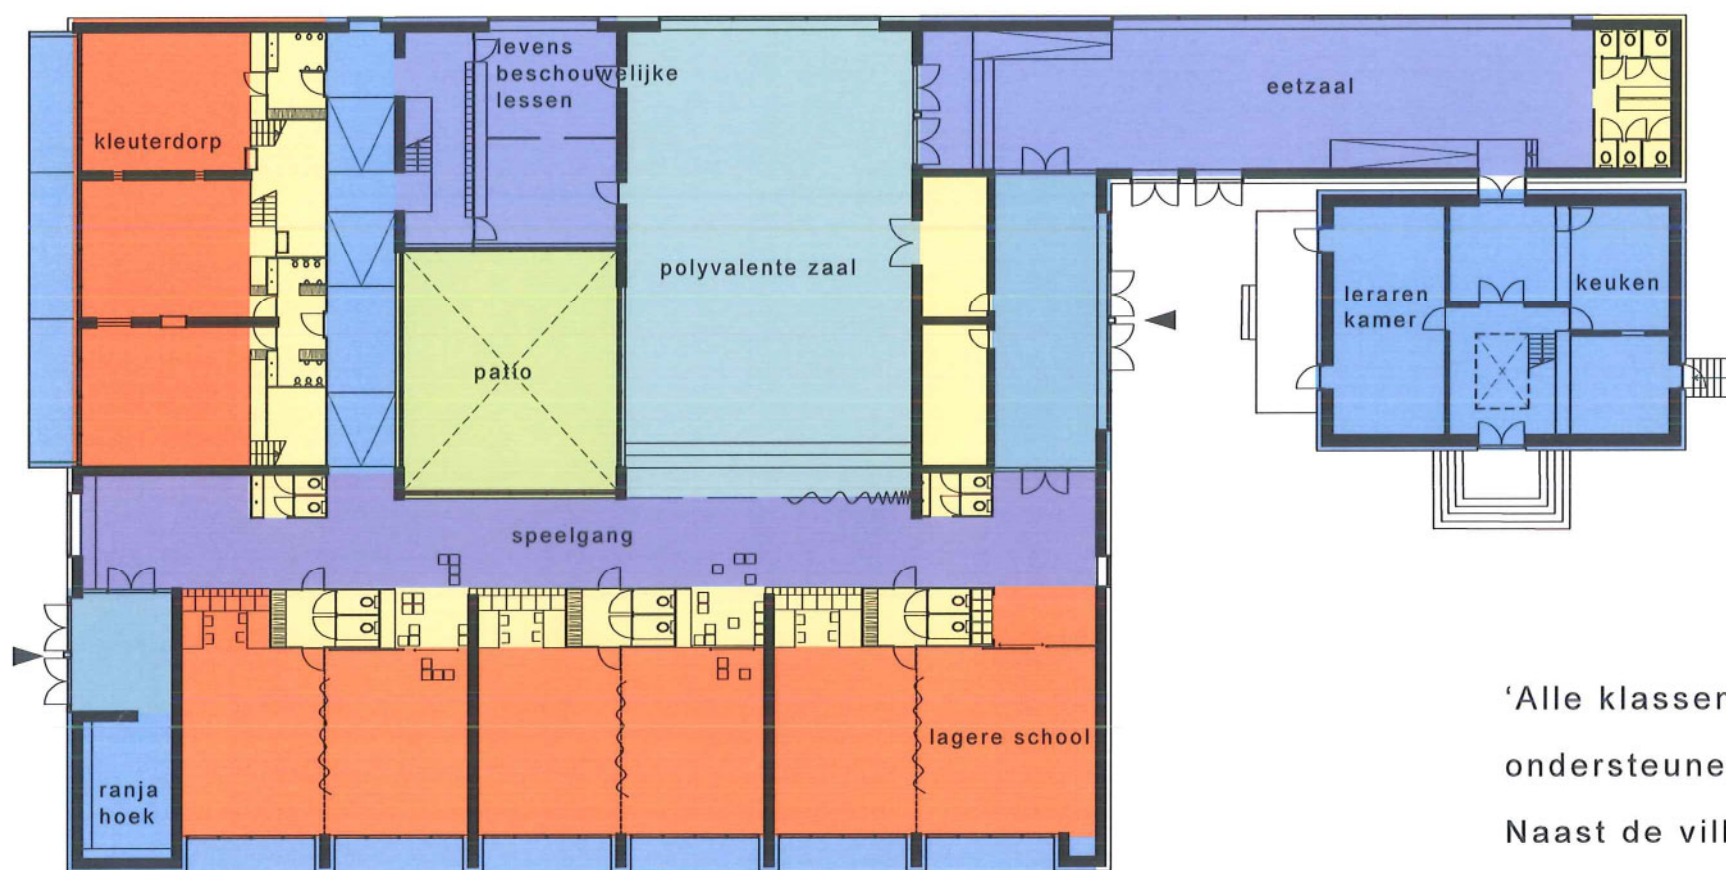 levens
beschouwelijke
lessen
eetzaal
kleuterdorp
polyvalente zaal
leraren
kamer
keuken
patio
speelgang
lagere school
ranja
hoek
‘Alle klassen
ondersteune
Naast de vill